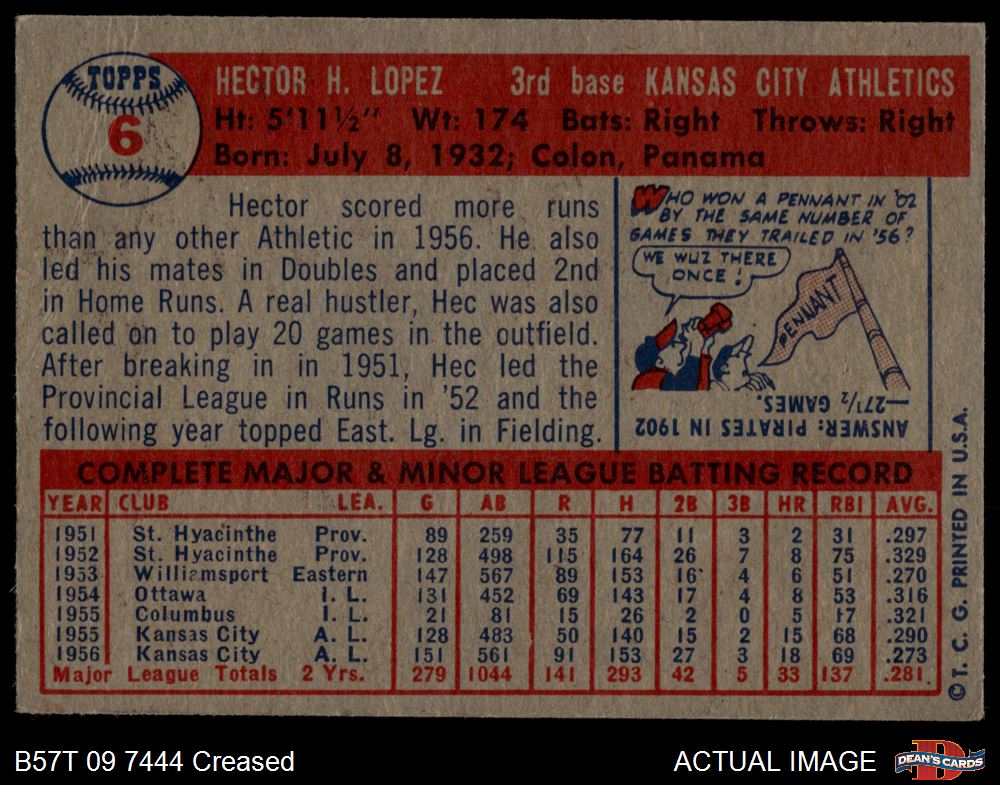 TOPPS
6
HECTOR H. LOPEZ 3rd base KANSAS CITY ATHLETICS
Ht: 5'11½" Wt: 174 Bats: Right Throws: Right
Born: July 8, 1932; Colon, Panama
Hector scored more runs
than any other Athletic in 1956. He also
led his mates in Doubles and placed 2nd
in Home Runs. A real hustler, Hec was also
called on to play 20 games in the outfield.
After breaking in in 1951, Hec led the
Provincial League in Runs in '52 and the
following year topped East. Lg. in Fielding.
WHO WON A PENNANT IN '02
BY THE SAME NUMBER OF
GAMES THEY TRAILED IN '56?
WE WUZ THERE
ONCE!
PENNANT
ANSWER: PIRATES IN 1902
—27½ GAMES.
COMPLETE MAJOR & MINOR LEAGUE BATTING RECORD
YEAR CLUB LEA. G AB R H 2B 3B HR RBI AVG.
1951 St. Hyacinthe Prov. 89 259 35 77 11 3 2 31 .297
1952 St. Hyacinthe Prov. 128 498 115 164 26 7 8 75 .329
1953 Williamsport Eastern 147 567 89 153 16 4 6 51 .270
1954 Ottawa I. L. 131 452 69 143 17 4 8 53 .316
1955 Columbus I. L. 21 81 15 26 2 0 5 17 .321
1955 Kansas City A. L. 128 483 50 140 15 2 15 68 .290
1956 Kansas City A. L. 151 561 91 153 27 3 18 69 .273
Major League Totals 2 Yrs. 279 1044 141 293 42 5 33 137 .281
©T. C. G. PRINTED IN U.S.A.
B57T 09 7444 Creased
ACTUAL IMAGE
D
DEAN'S CARDS